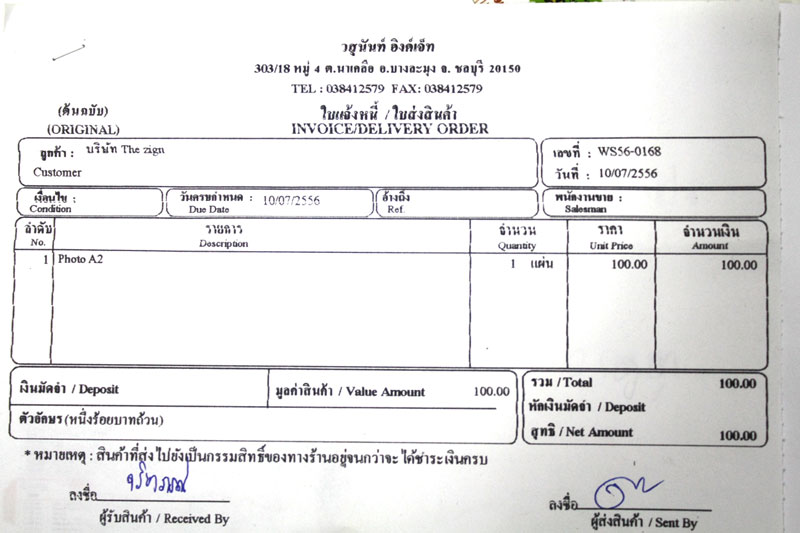 วสุนันท์ อิงค์เจ็ท
303/18 หมู่ 4 ต.นาเคลือ อ.บางละมุง จ. ชลบุรี 20150
TEL : 038412579 FAX: 038412579
(ต้นฉบับ) ใบแจ้งหนี้ / ใบส่งสินค้า
(ORIGINAL) INVOICE/DELIVERY ORDER
ลูกค้า : บริษัท The zign เลขที่ : WS56-0168
Customer วันที่ : 10/07/2556
เงื่อนไข : วันครบกำหนด : 10/07/2556 อ้างถึง พนักงานขาย :
Condition Due Date Ref. Salesman
ลำดับ รายการ จำนวน ราคา จำนวนเงิน
No. Description Quantity Unit Price Amount
1 Photo A2 1 แผ่น 100.00 100.00
เงินมัดจำ / Deposit มูลค่าสินค้า / Value Amount 100.00 รวม / Total 100.00
หักเงินมัดจำ / Deposit
ตัวอักษร (หนึ่งร้อยบาทถ้วน) สุทธิ / Net Amount 100.00
* หมายเหตุ : สินค้าที่ส่งไปยังเป็นกรรมสิทธิ์ของทางร้านอยู่จนกว่าจะได้ชำระเงินครบ
ลงชื่อ ลงชื่อ
ผู้รับสินค้า / Received By ผู้ส่งสินค้า / Sent By